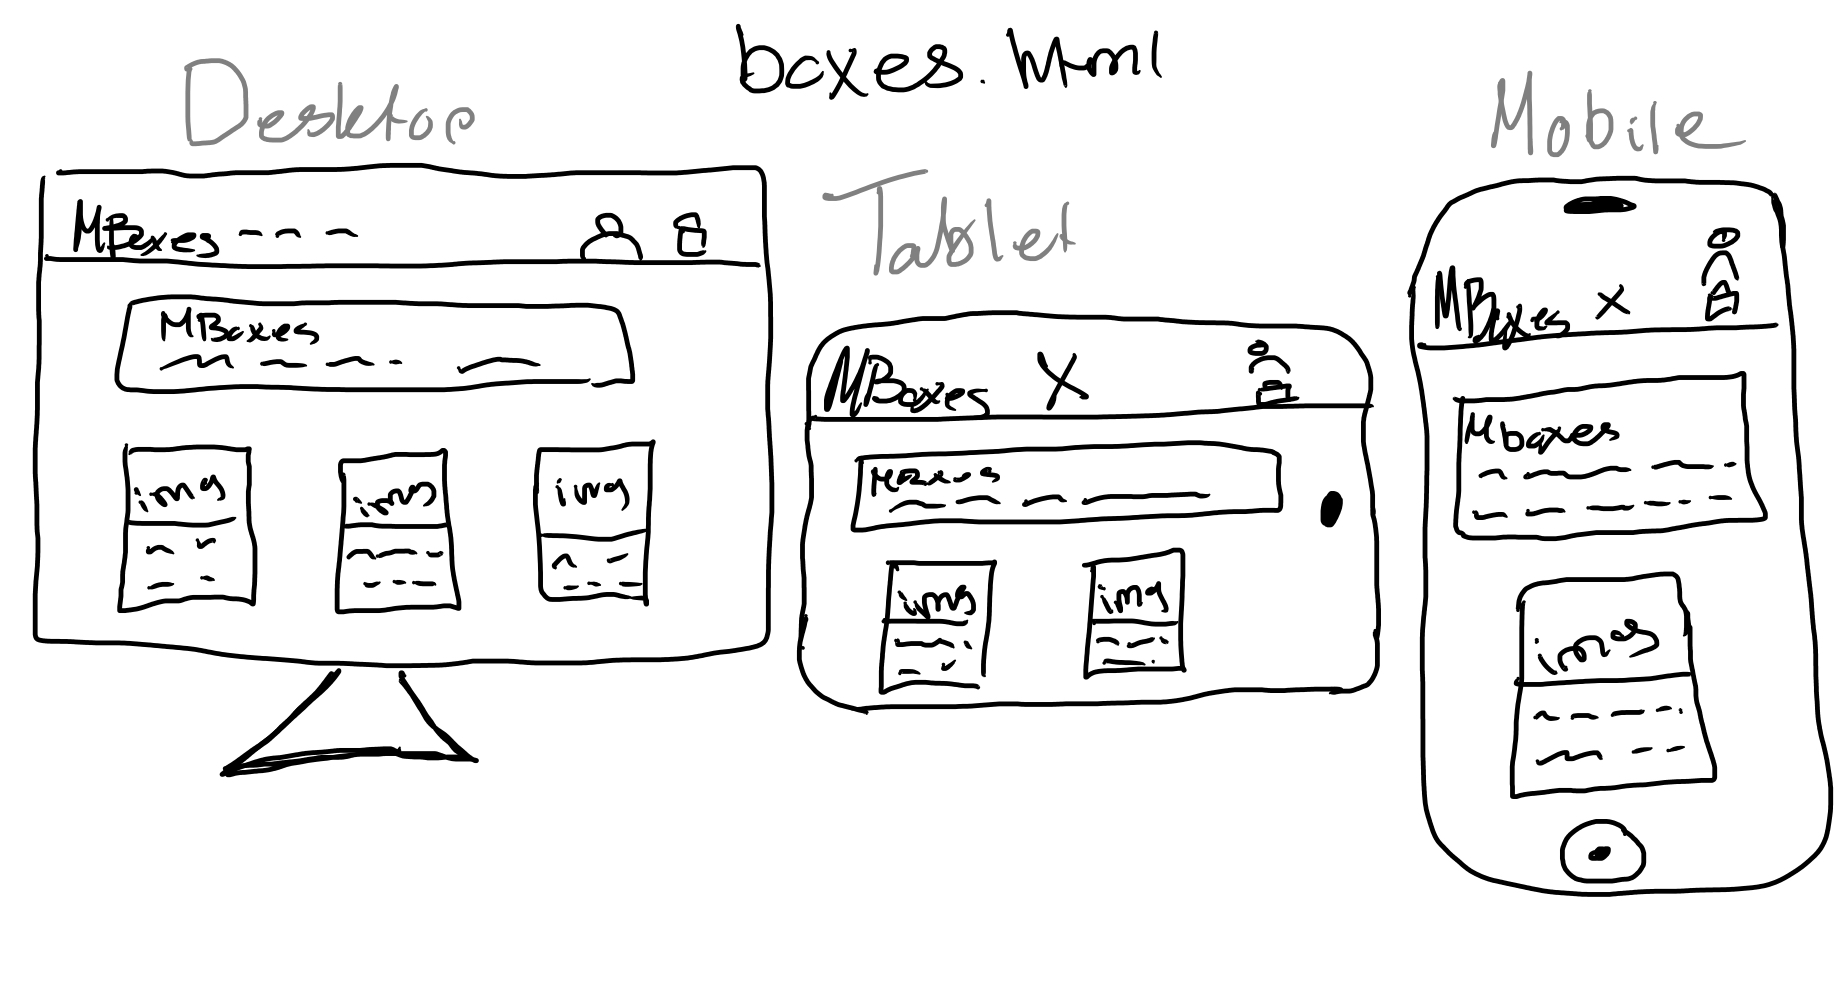 boxes.html
Desktop
MBoxes
MBoxes
img
img
img
Tablet
MBoxes X
MBoxes
img
img
Mobile
MBoxes X
Mboxes
img